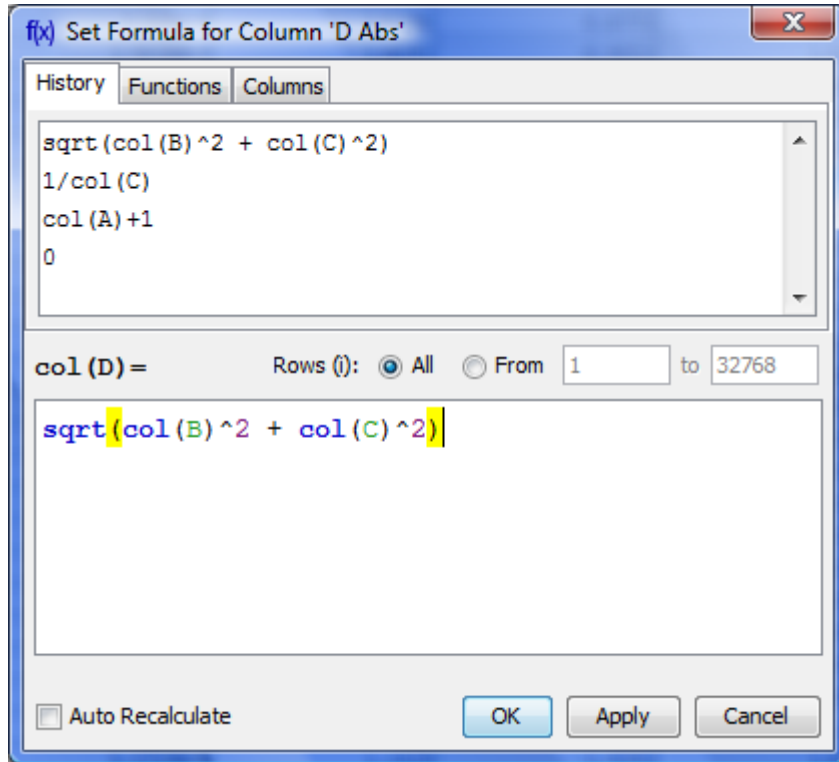 f(x) Set Formula for Column 'D Abs'
History Functions Columns
sqrt(col(B)^2 + col(C)^2)
1/col(C)
col(A)+1
0
col(D)= Rows (i): All From 1 to 32768
sqrt(col(B)^2 + col(C)^2)
Auto Recalculate OK Apply Cancel